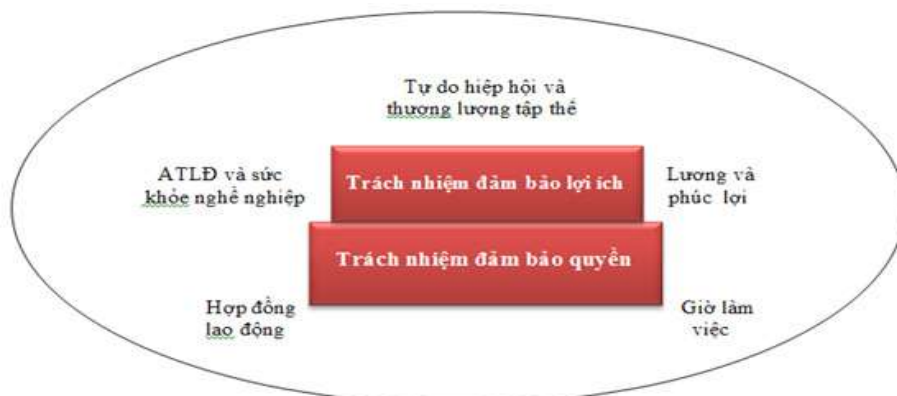 Tự do hiệp hội và
thương lượng tập thể
ATLĐ và sức
khỏe nghề nghiệp
Trách nhiệm đảm bảo lợi ích
Lương và
phúc lợi
Trách nhiệm đảm bảo quyền
Hợp đồng
lao động
Giờ làm
việc